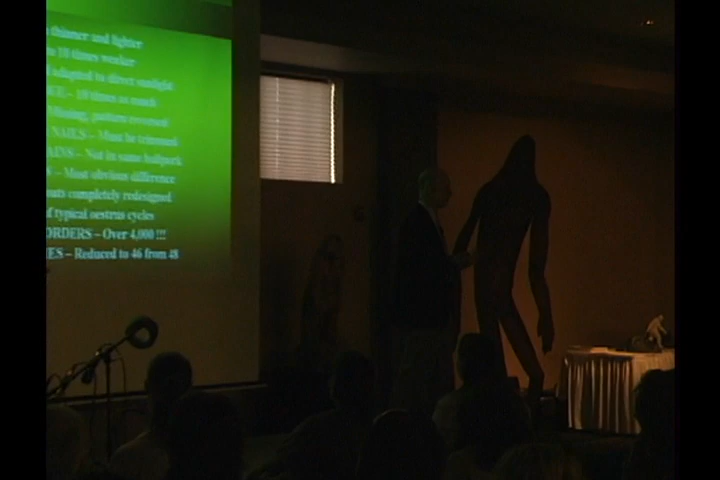 thinner and lighter
10 times weaker
adapted to direct sunlight
– 10 times as much
Missing, pattern reversed
NAILS – Must be trimmed
– Not in same ballpark
– Most obvious difference
completely redesigned
f typical oestrus cycles
ORDERS – Over 4,000 !!!
ES – Reduced to 46 from 48